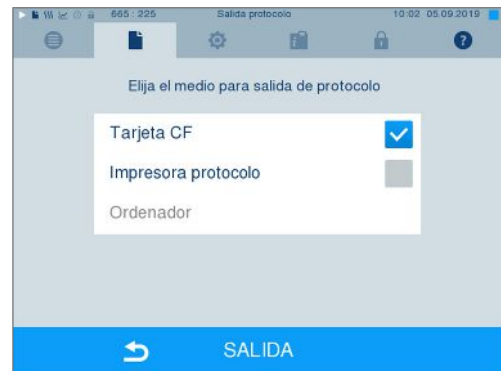 665 : 225 Salida protocolo 10:02 05.09.2019
?
Elija el medio para salida de protocolo
Tarjeta CF
Impresora protocolo
Ordenador
SALIDA